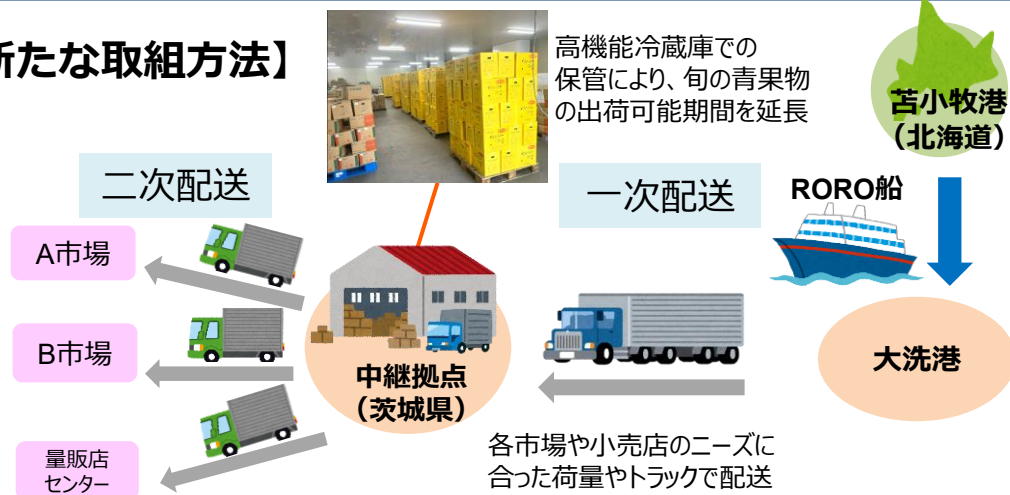 新たな取組方法】
高機能冷蔵庫での
保管により、旬の青果物
の出荷可能期間を延長
苫小牧港
（北海道）
二次配送
一次配送
RORO船
A市場
B市場
量販店
センター
中継拠点
（茨城県）
大洗港
各市場や小売店のニーズに
合った荷量やトラックで配送